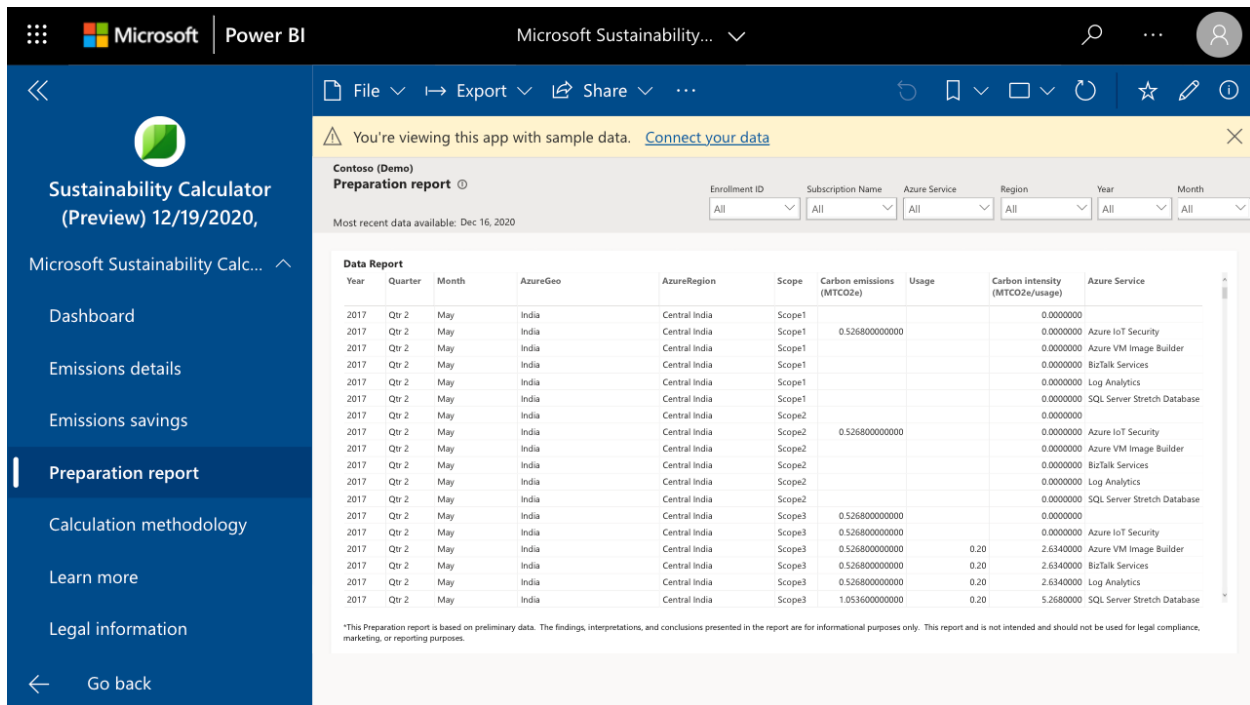 Microsoft Power BI Microsoft Sustainability... ...
File Export Share ...
You're viewing this app with sample data. Connect your data
Sustainability Calculator
(Preview) 12/19/2020,
Microsoft Sustainability Calc...
Dashboard
Emissions details
Emissions savings
Preparation report
Calculation methodology
Learn more
Legal information
Go back
Contoso (Demo)
Preparation report
Most recent data available: Dec 16, 2020
Enrollment ID Subscription Name Azure Service Region Year Month
All All All All All All
Data Report
Year Quarter Month AzureGeo AzureRegion Scope Carbon emissions Usage Carbon intensity Azure Service
(MTCO2e) (MTCO2e/usage)
2017 Qtr 2 May India Central India Scope1 0.0000000
2017 Qtr 2 May India Central India Scope1 0.526800000000 0.0000000 Azure IoT Security
2017 Qtr 2 May India Central India Scope1 0.0000000 Azure VM Image Builder
2017 Qtr 2 May India Central India Scope1 0.0000000 BizTalk Services
2017 Qtr 2 May India Central India Scope1 0.0000000 Log Analytics
2017 Qtr 2 May India Central India Scope1 0.0000000 SQL Server Stretch Database
2017 Qtr 2 May India Central India Scope2 0.0000000
2017 Qtr 2 May India Central India Scope2 0.526800000000 0.0000000 Azure IoT Security
2017 Qtr 2 May India Central India Scope2 0.0000000 Azure VM Image Builder
2017 Qtr 2 May India Central India Scope2 0.0000000 BizTalk Services
2017 Qtr 2 May India Central India Scope2 0.0000000 Log Analytics
2017 Qtr 2 May India Central India Scope2 0.0000000 SQL Server Stretch Database
2017 Qtr 2 May India Central India Scope3 0.526800000000 0.0000000
2017 Qtr 2 May India Central India Scope3 0.526800000000 0.0000000 Azure IoT Security
2017 Qtr 2 May India Central India Scope3 0.526800000000 0.20 2.6340000 Azure VM Image Builder
2017 Qtr 2 May India Central India Scope3 0.526800000000 0.20 2.6340000 BizTalk Services
2017 Qtr 2 May India Central India Scope3 0.526800000000 0.20 2.6340000 Log Analytics
2017 Qtr 2 May India Central India Scope3 1.053600000000 0.20 5.2680000 SQL Server Stretch Database
*This Preparation report is based on preliminary data. The findings, interpretations, and conclusions presented in the report are for informational purposes only. This report and is not intended and should not be used for legal compliance,
marketing, or reporting purposes.